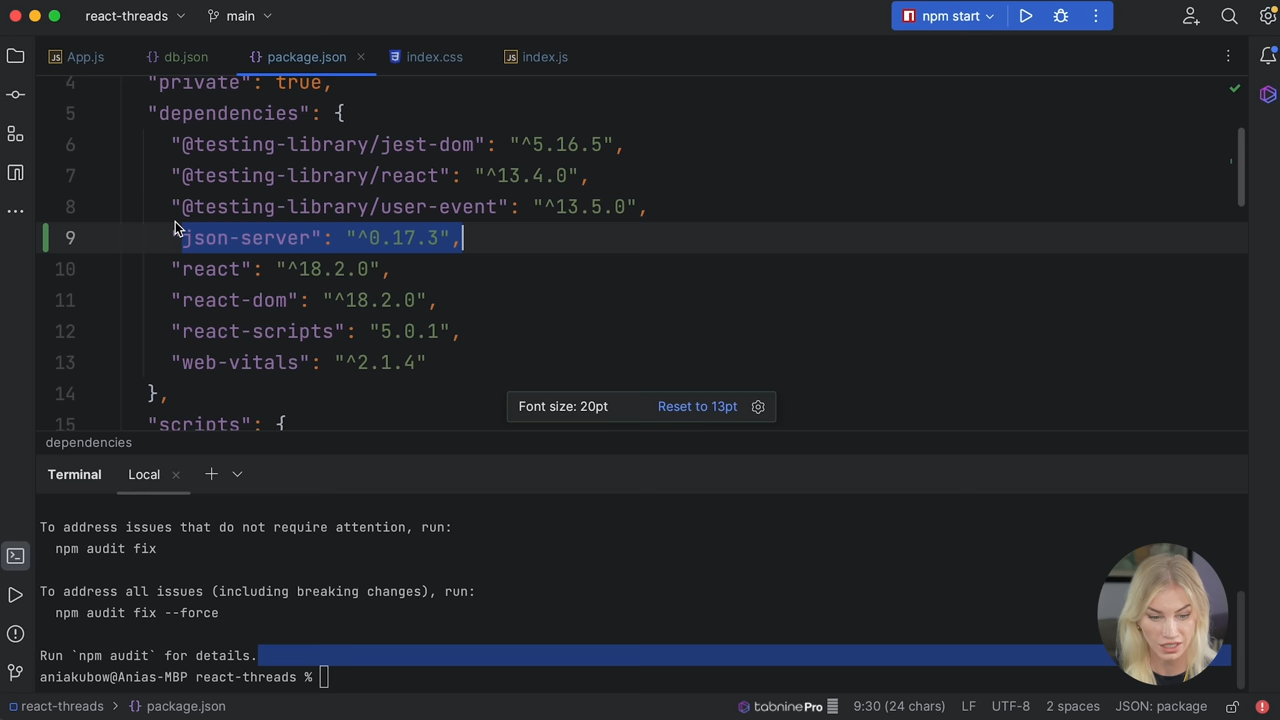 react-threads main npm start
App.js db.json package.json index.css index.js
4 "private": true,
5 "dependencies": {
6 "@testing-library/jest-dom": "^5.16.5",
7 "@testing-library/react": "^13.4.0",
8 "@testing-library/user-event": "^13.5.0",
9 "json-server": "^0.17.3",
10 "react": "^18.2.0",
11 "react-dom": "^18.2.0",
12 "react-scripts": "5.0.1",
13 "web-vitals": "^2.1.4"
14 },
Font size: 20pt Reset to 13pt
15 "scripts": {
dependencies
Terminal Local
To address issues that do not require attention, run:
npm audit fix
To address all issues (including breaking changes), run:
npm audit fix --force
Run `npm audit` for details.
aniakubow@Anias-MBP react-threads %
react-threads > package.json tabnine Pro 9:30 (24 chars) LF UTF-8 2 spaces JSON: package